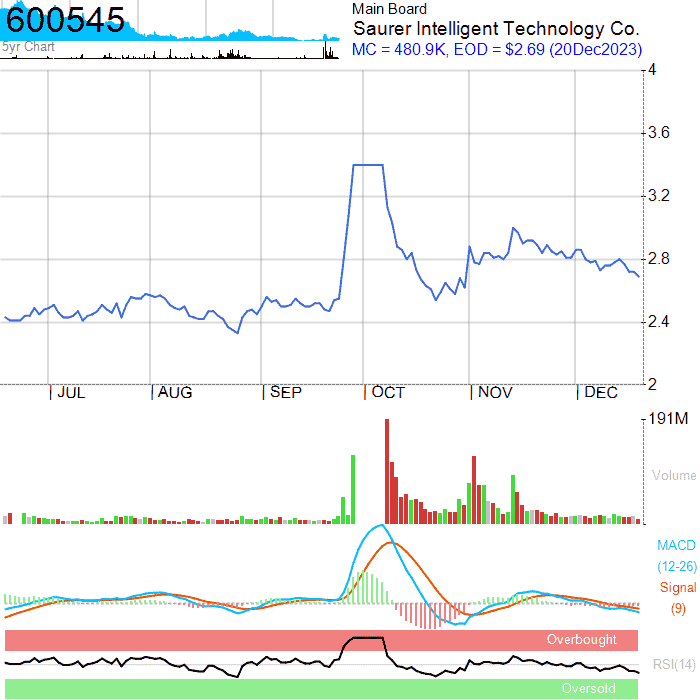 600545
5yr Chart
Main Board
Saurer Intelligent Technology Co.
MC = 480.9K, EOD = $2.69 (20Dec2023)
4
3.6
3.2
2.8
2.4
2
JUL AUG SEP OCT NOV DEC
191M
Volume
MACD
(12-26)
Signal
(9)
Overbought
RSI(14)
Oversold